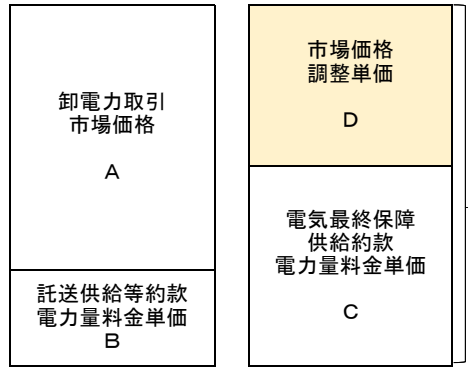 卸電力取引
市場価格
A
託送供給等約款
電力量料金単価
B
市場価格
調整単価
D
電気最終保障
供給約款
電力量料金単価
C